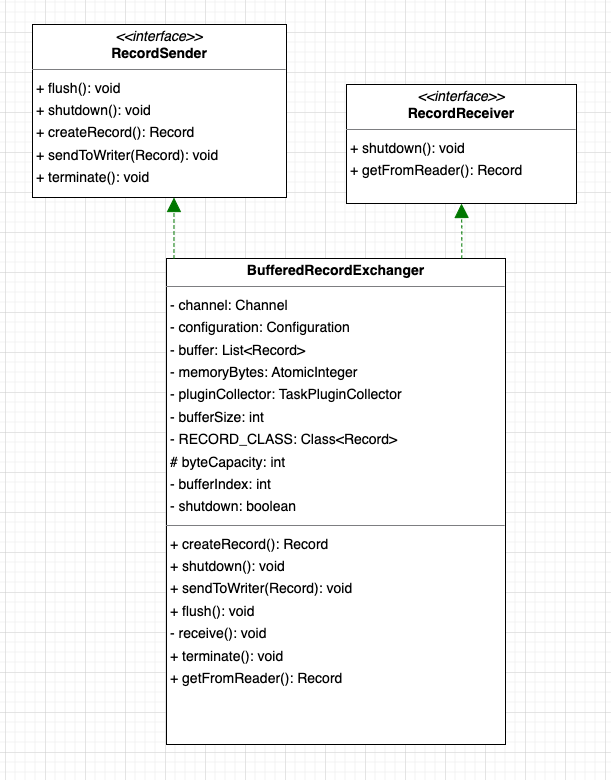 <<interface>>
RecordSender
+ flush(): void
+ shutdown(): void
+ createRecord(): Record
+ sendToWriter(Record): void
+ terminate(): void
<<interface>>
RecordReceiver
+ shutdown(): void
+ getFromReader(): Record
BufferedRecordExchanger
- channel: Channel
- configuration: Configuration
- buffer: List<Record>
- memoryBytes: AtomicInteger
- pluginCollector: TaskPluginCollector
- bufferSize: int
- RECORD_CLASS: Class<Record>
# byteCapacity: int
- bufferIndex: int
- shutdown: boolean
+ createRecord(): Record
+ shutdown(): void
+ sendToWriter(Record): void
+ flush(): void
- receive(): void
+ terminate(): void
+ getFromReader(): Record